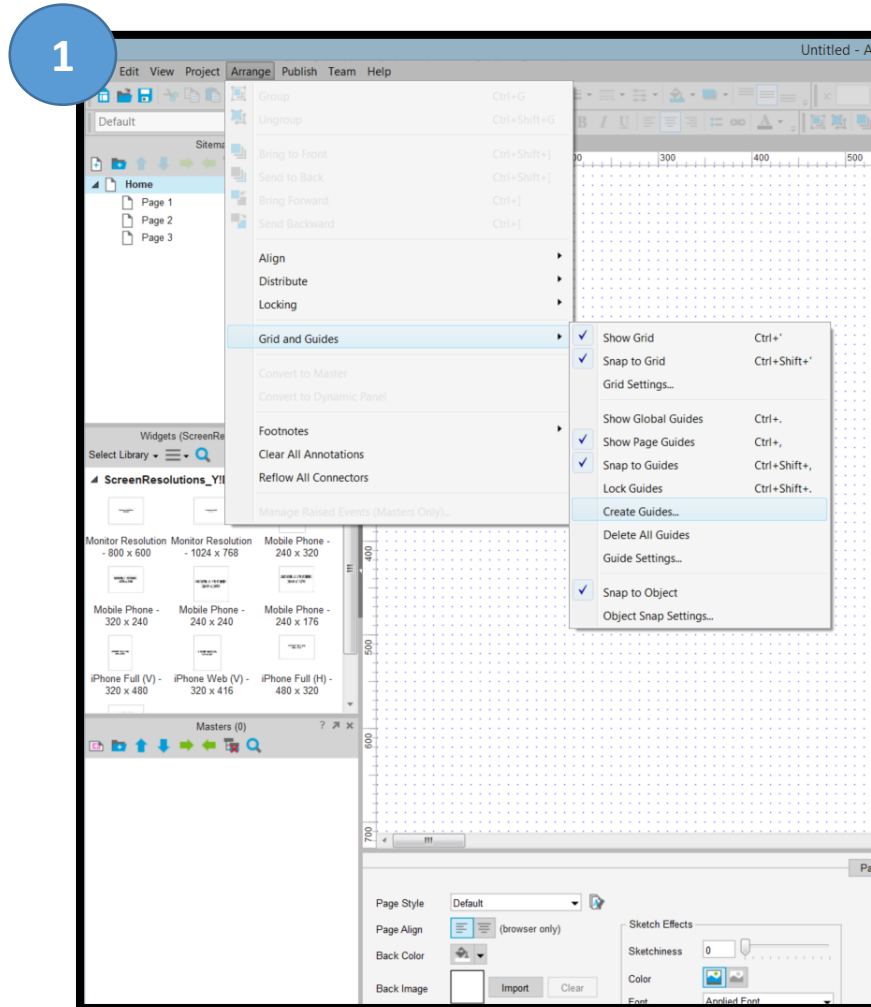 1
Untitled - A
Edit View Project Arrange Publish Team Help
Default
Group Ctrl+G
Ungroup Ctrl+Shift+G
Bring to Front Ctrl+Shift+]
Send to Back Ctrl+Shift+[
Bring Forward Ctrl+]
Send Backward Ctrl+[
Align
Distribute
Locking
Grid and Guides
Convert to Master
Convert to Dynamic Panel
Footnotes
Clear All Annotations
Reflow All Connectors
Manage Raised Events (Masters Only)...
Show Grid Ctrl+'
Snap to Grid Ctrl+Shift+'
Grid Settings...
Show Global Guides Ctrl+.
Show Page Guides Ctrl+,
Snap to Guides Ctrl+Shift+,
Lock Guides Ctrl+Shift+.
Create Guides...
Delete All Guides
Guide Settings...
Snap to Object
Object Snap Settings...
Sitema
Home
Page 1
Page 2
Page 3
B I U
A
x:
00 300 400 500
400
500
600
700
Widgets (ScreenRe
Select Library
ScreenResolutions_Y!
Monitor Resolution Monitor Resolution Mobile Phone -
- 800 x 600 - 1024 x 768 240 x 320
Mobile Phone - Mobile Phone - Mobile Phone -
320 x 240 240 x 240 240 x 176
iPhone Full (V) - iPhone Web (V) - iPhone Full (H) -
320 x 480 320 x 416 480 x 320
Masters (0) ?
Pa
Page Style Default
Page Align (browser only)
Back Color
Back Image Import Clear
Sketch Effects
Sketchiness 0
Color
Font Applied Font